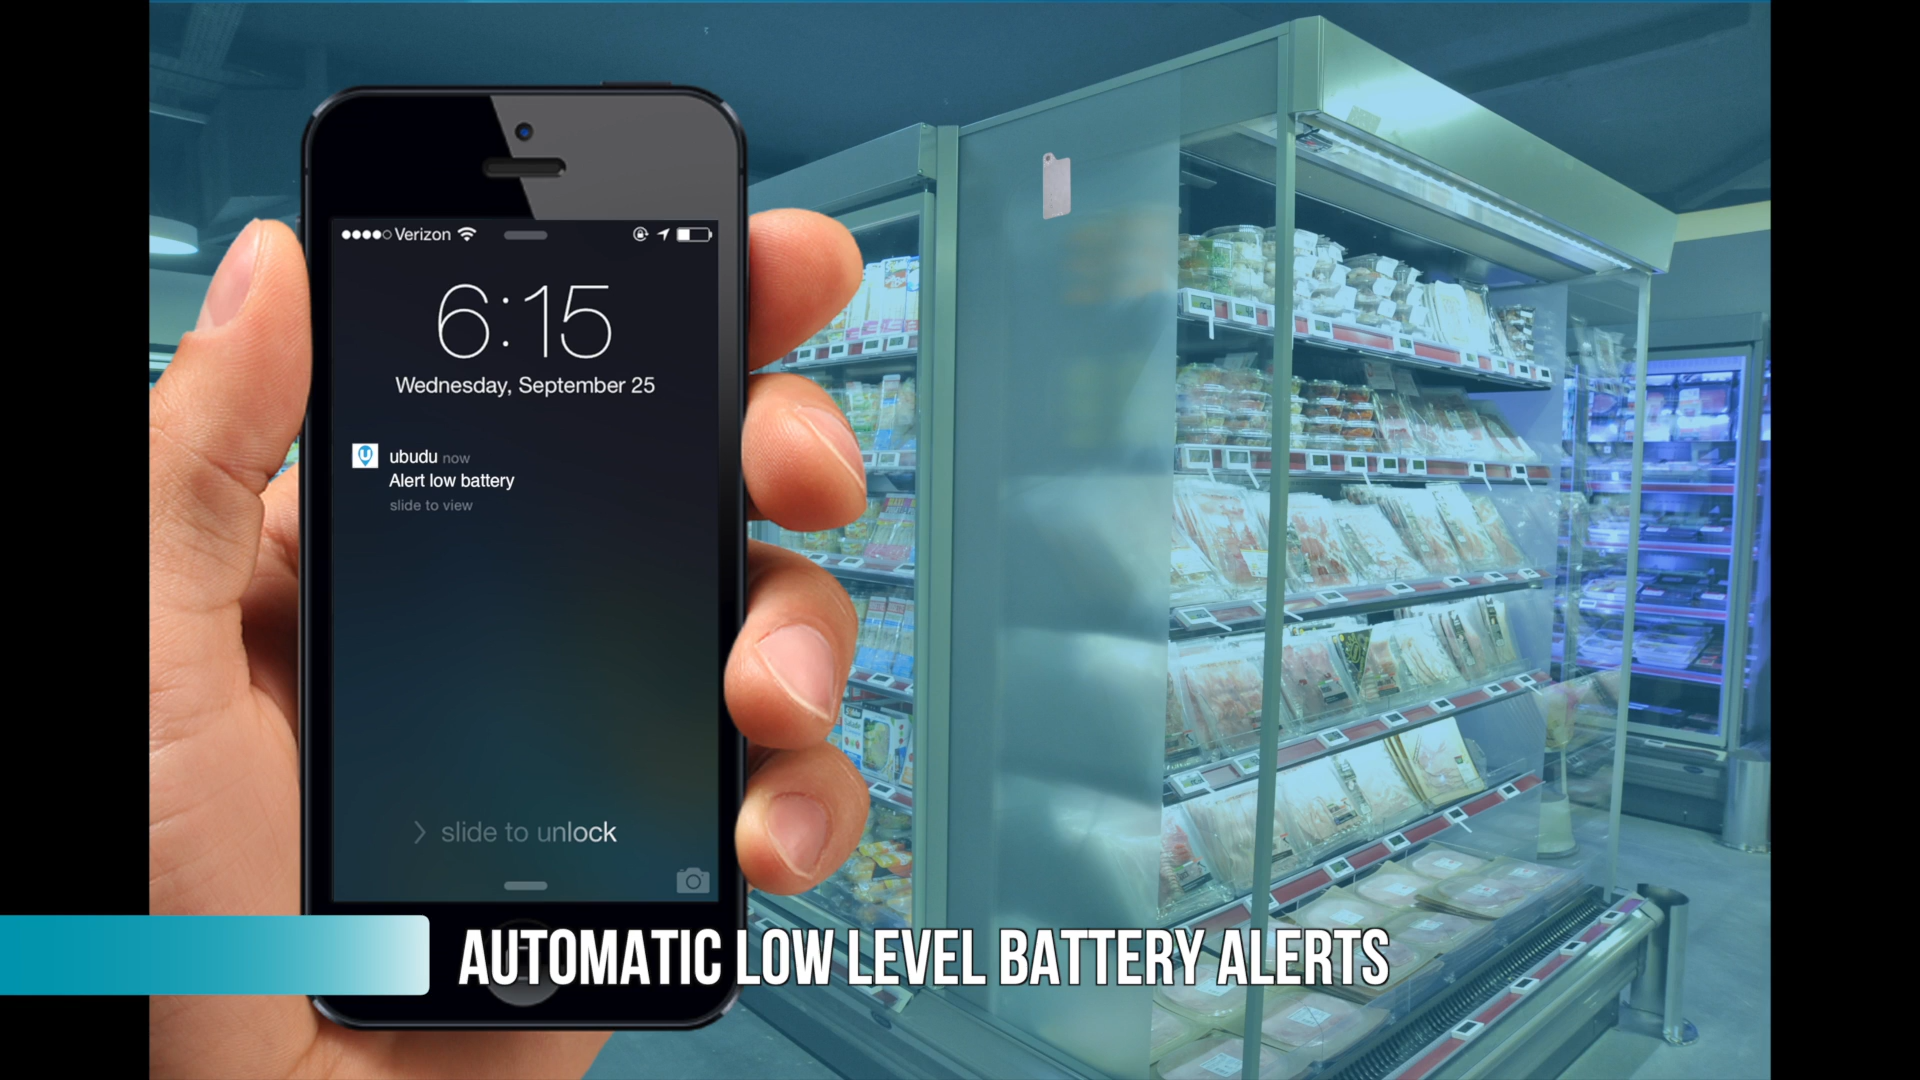 Verizon
6:15
Wednesday, September 25
ubudu now
Alert low battery
slide to view
> slide to unlock
AUTOMATIC LOW LEVEL BATTERY ALERTS